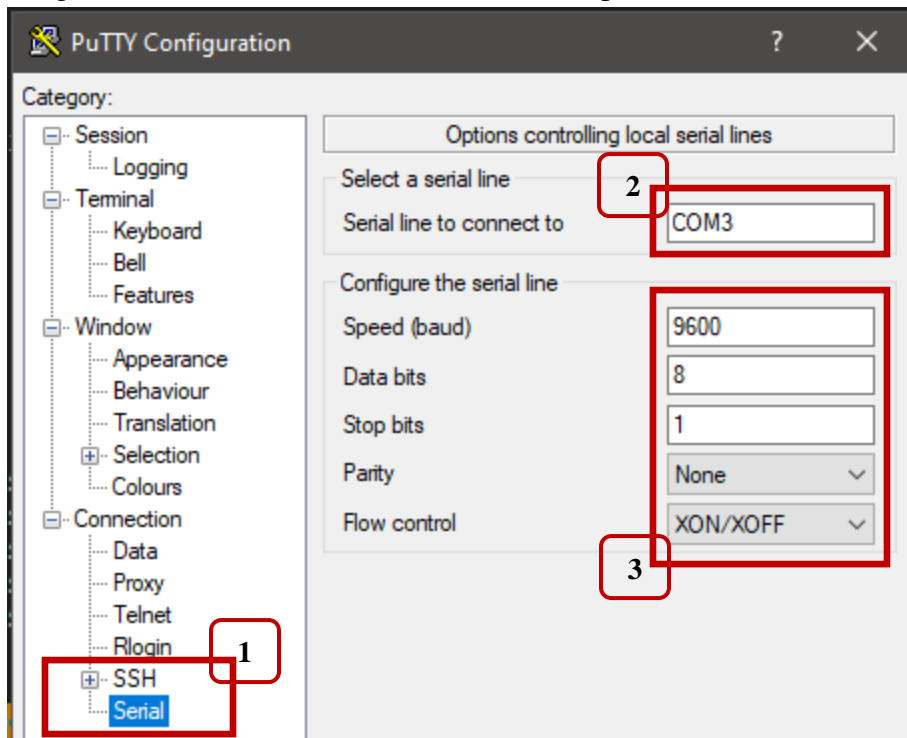 PuTTY Configuration ? ×
Category:
Session
Logging
Terminal
Keyboard
Bell
Features
Window
Appearance
Behaviour
Translation
Selection
Colours
Connection
Data
Proxy
Telnet
Rlogin
SSH
Serial
1
Options controlling local serial lines
Select a serial line
2
Serial line to connect to COM3
Configure the serial line
Speed (baud) 9600
Data bits 8
Stop bits 1
Parity None
Flow control XON/XOFF
3